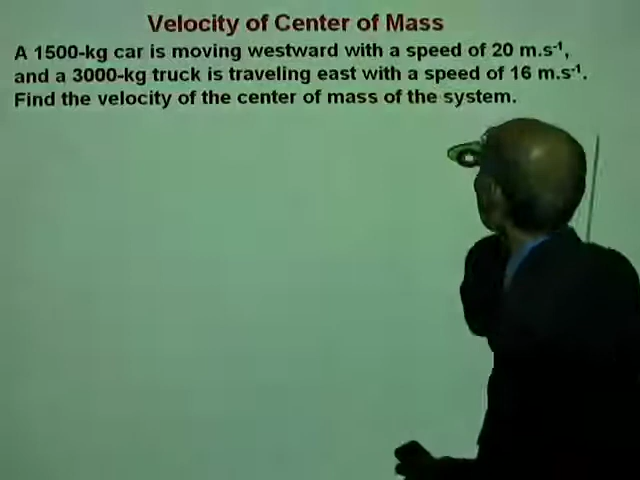 Velocity of Center of Mass
A 1500-kg car is moving westward with a speed of 20 m.s⁻¹,
and a 3000-kg truck is traveling east with a speed of 16 m.s⁻¹.
Find the velocity of the center of mass of the system.